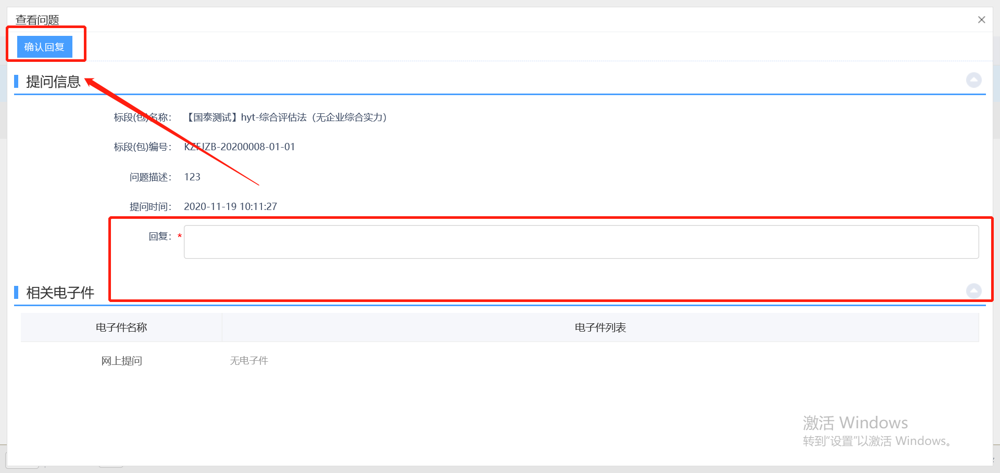 查看问题
确认回复
提问信息
标段(包)名称： 【国泰测试】hyt-综合评估法（无企业综合实力）
标段(包)编号： KZFJZB-20200008-01-01
问题描述： 123
提问时间： 2020-11-19 10:11:27
回复：*
相关电子件
电子件名称 电子件列表
网上提问 无电子件
激活 Windows
转到“设置”以激活 Windows。